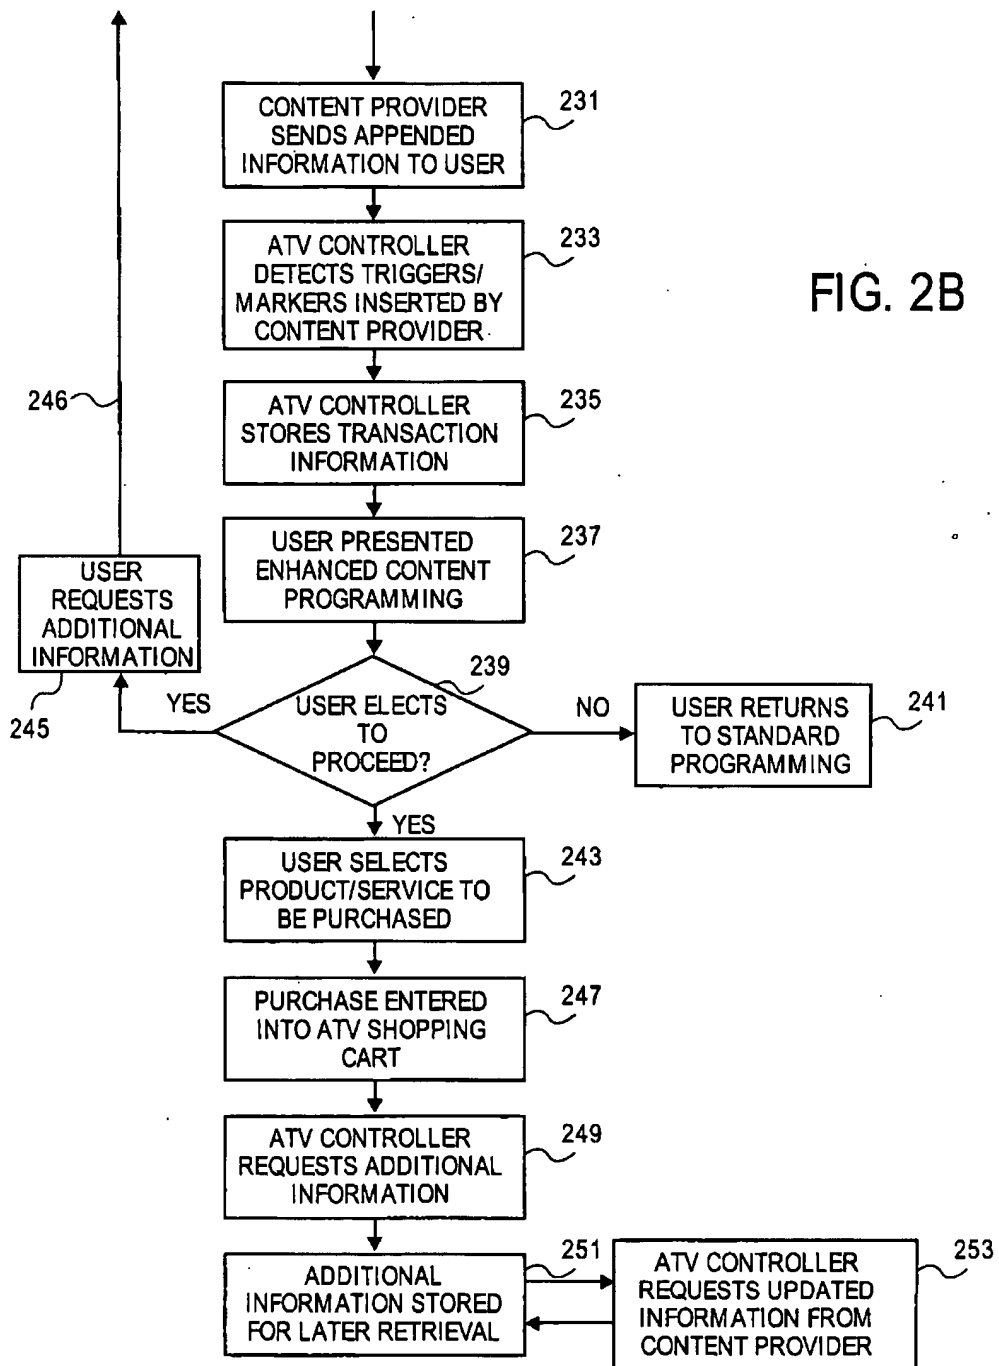 CONTENT PROVIDER
SENDS APPENDED
INFORMATION TO USER
231
ATV CONTROLLER
DETECTS TRIGGERS/
MARKERS INSERTED BY
CONTENT PROVIDER
233
FIG. 2B
ATV CONTROLLER
STORES TRANSACTION
INFORMATION
235
246
USER PRESENTED
ENHANCED CONTENT
PROGRAMMING
237
USER
REQUESTS
ADDITIONAL
INFORMATION
245
YES
USER ELECTS
TO
PROCEED?
239
NO
USER RETURNS
TO STANDARD
PROGRAMMING
241
YES
USER SELECTS
PRODUCT/SERVICE TO
BE PURCHASED
243
PURCHASE ENTERED
INTO ATV SHOPPING
CART
247
ATV CONTROLLER
REQUESTS ADDITIONAL
INFORMATION
249
ADDITIONAL
INFORMATION STORED
FOR LATER RETRIEVAL
251
ATV CONTROLLER
REQUESTS UPDATED
INFORMATION FROM
CONTENT PROVIDER
253